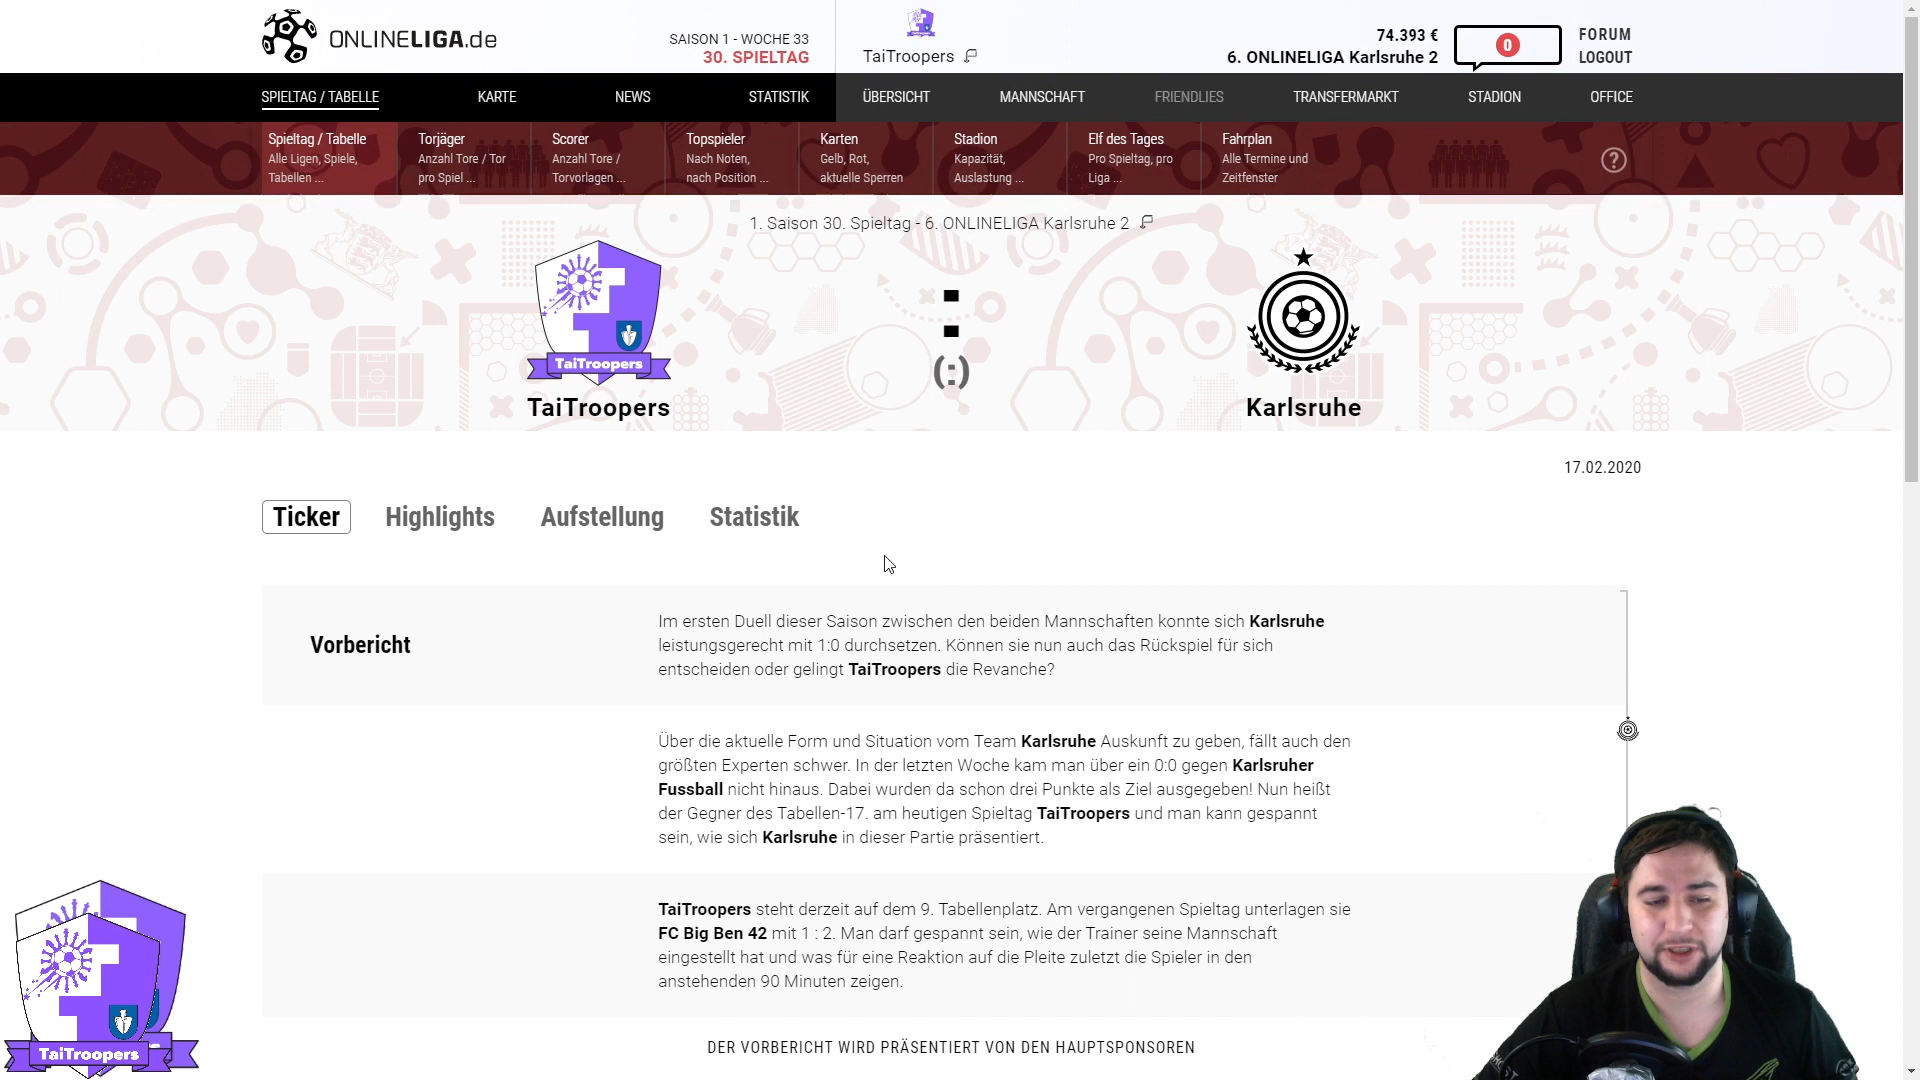 ONLINELIGA.de
SAISON 1 - WOCHE 33
30. SPIELTAG
TaiTroopers
74.393 €
6. ONLINELIGA Karlsruhe 2
0
FORUM
LOGOUT
SPIELTAG / TABELLE
KARTE
NEWS
STATISTIK
ÜBERSICHT
MANNSCHAFT
FRIENDLIES
TRANSFERMARKT
STADION
OFFICE
Spieltag / Tabelle
Alle Ligen, Spiele,
Tabellen ...
Torjäger
Anzahl Tore / Tor
pro Spiel ...
Scorer
Anzahl Tore /
Torvorlagen ...
Topspieler
Nach Noten,
nach Position ...
Karten
Gelb, Rot,
aktuelle Sperren
Stadion
Kapazität,
Auslastung ...
Elf des Tages
Pro Spieltag, pro
Liga ...
Fahrplan
Alle Termine und
Zeitfenster
?
1. Saison 30. Spieltag - 6. ONLINELIGA Karlsruhe 2
TaiTroopers
TaiTroopers
:
(:)
Karlsruhe
17.02.2020
Ticker
Highlights
Aufstellung
Statistik
Vorbericht
Im ersten Duell dieser Saison zwischen den beiden Mannschaften konnte sich Karlsruhe
leistungsgerecht mit 1:0 durchsetzen. Können sie nun auch das Rückspiel für sich
entscheiden oder gelingt TaiTroopers die Revanche?
Über die aktuelle Form und Situation vom Team Karlsruhe Auskunft zu geben, fällt auch den
größten Experten schwer. In der letzten Woche kam man über ein 0:0 gegen Karlsruher
Fussball nicht hinaus. Dabei wurden da schon drei Punkte als Ziel ausgegeben! Nun heißt
der Gegner des Tabellen-17. am heutigen Spieltag TaiTroopers und man kann gespannt
sein, wie sich Karlsruhe in dieser Partie präsentiert.
TaiTroopers steht derzeit auf dem 9. Tabellenplatz. Am vergangenen Spieltag unterlagen sie
FC Big Ben 42 mit 1 : 2. Man darf gespannt sein, wie der Trainer seine Mannschaft
eingestellt hat und was für eine Reaktion auf die Pleite zuletzt die Spieler in den
anstehenden 90 Minuten zeigen.
DER VORBERICHT WIRD PRÄSENTIERT VON DEN HAUPTSPONSOREN
TaiTroopers